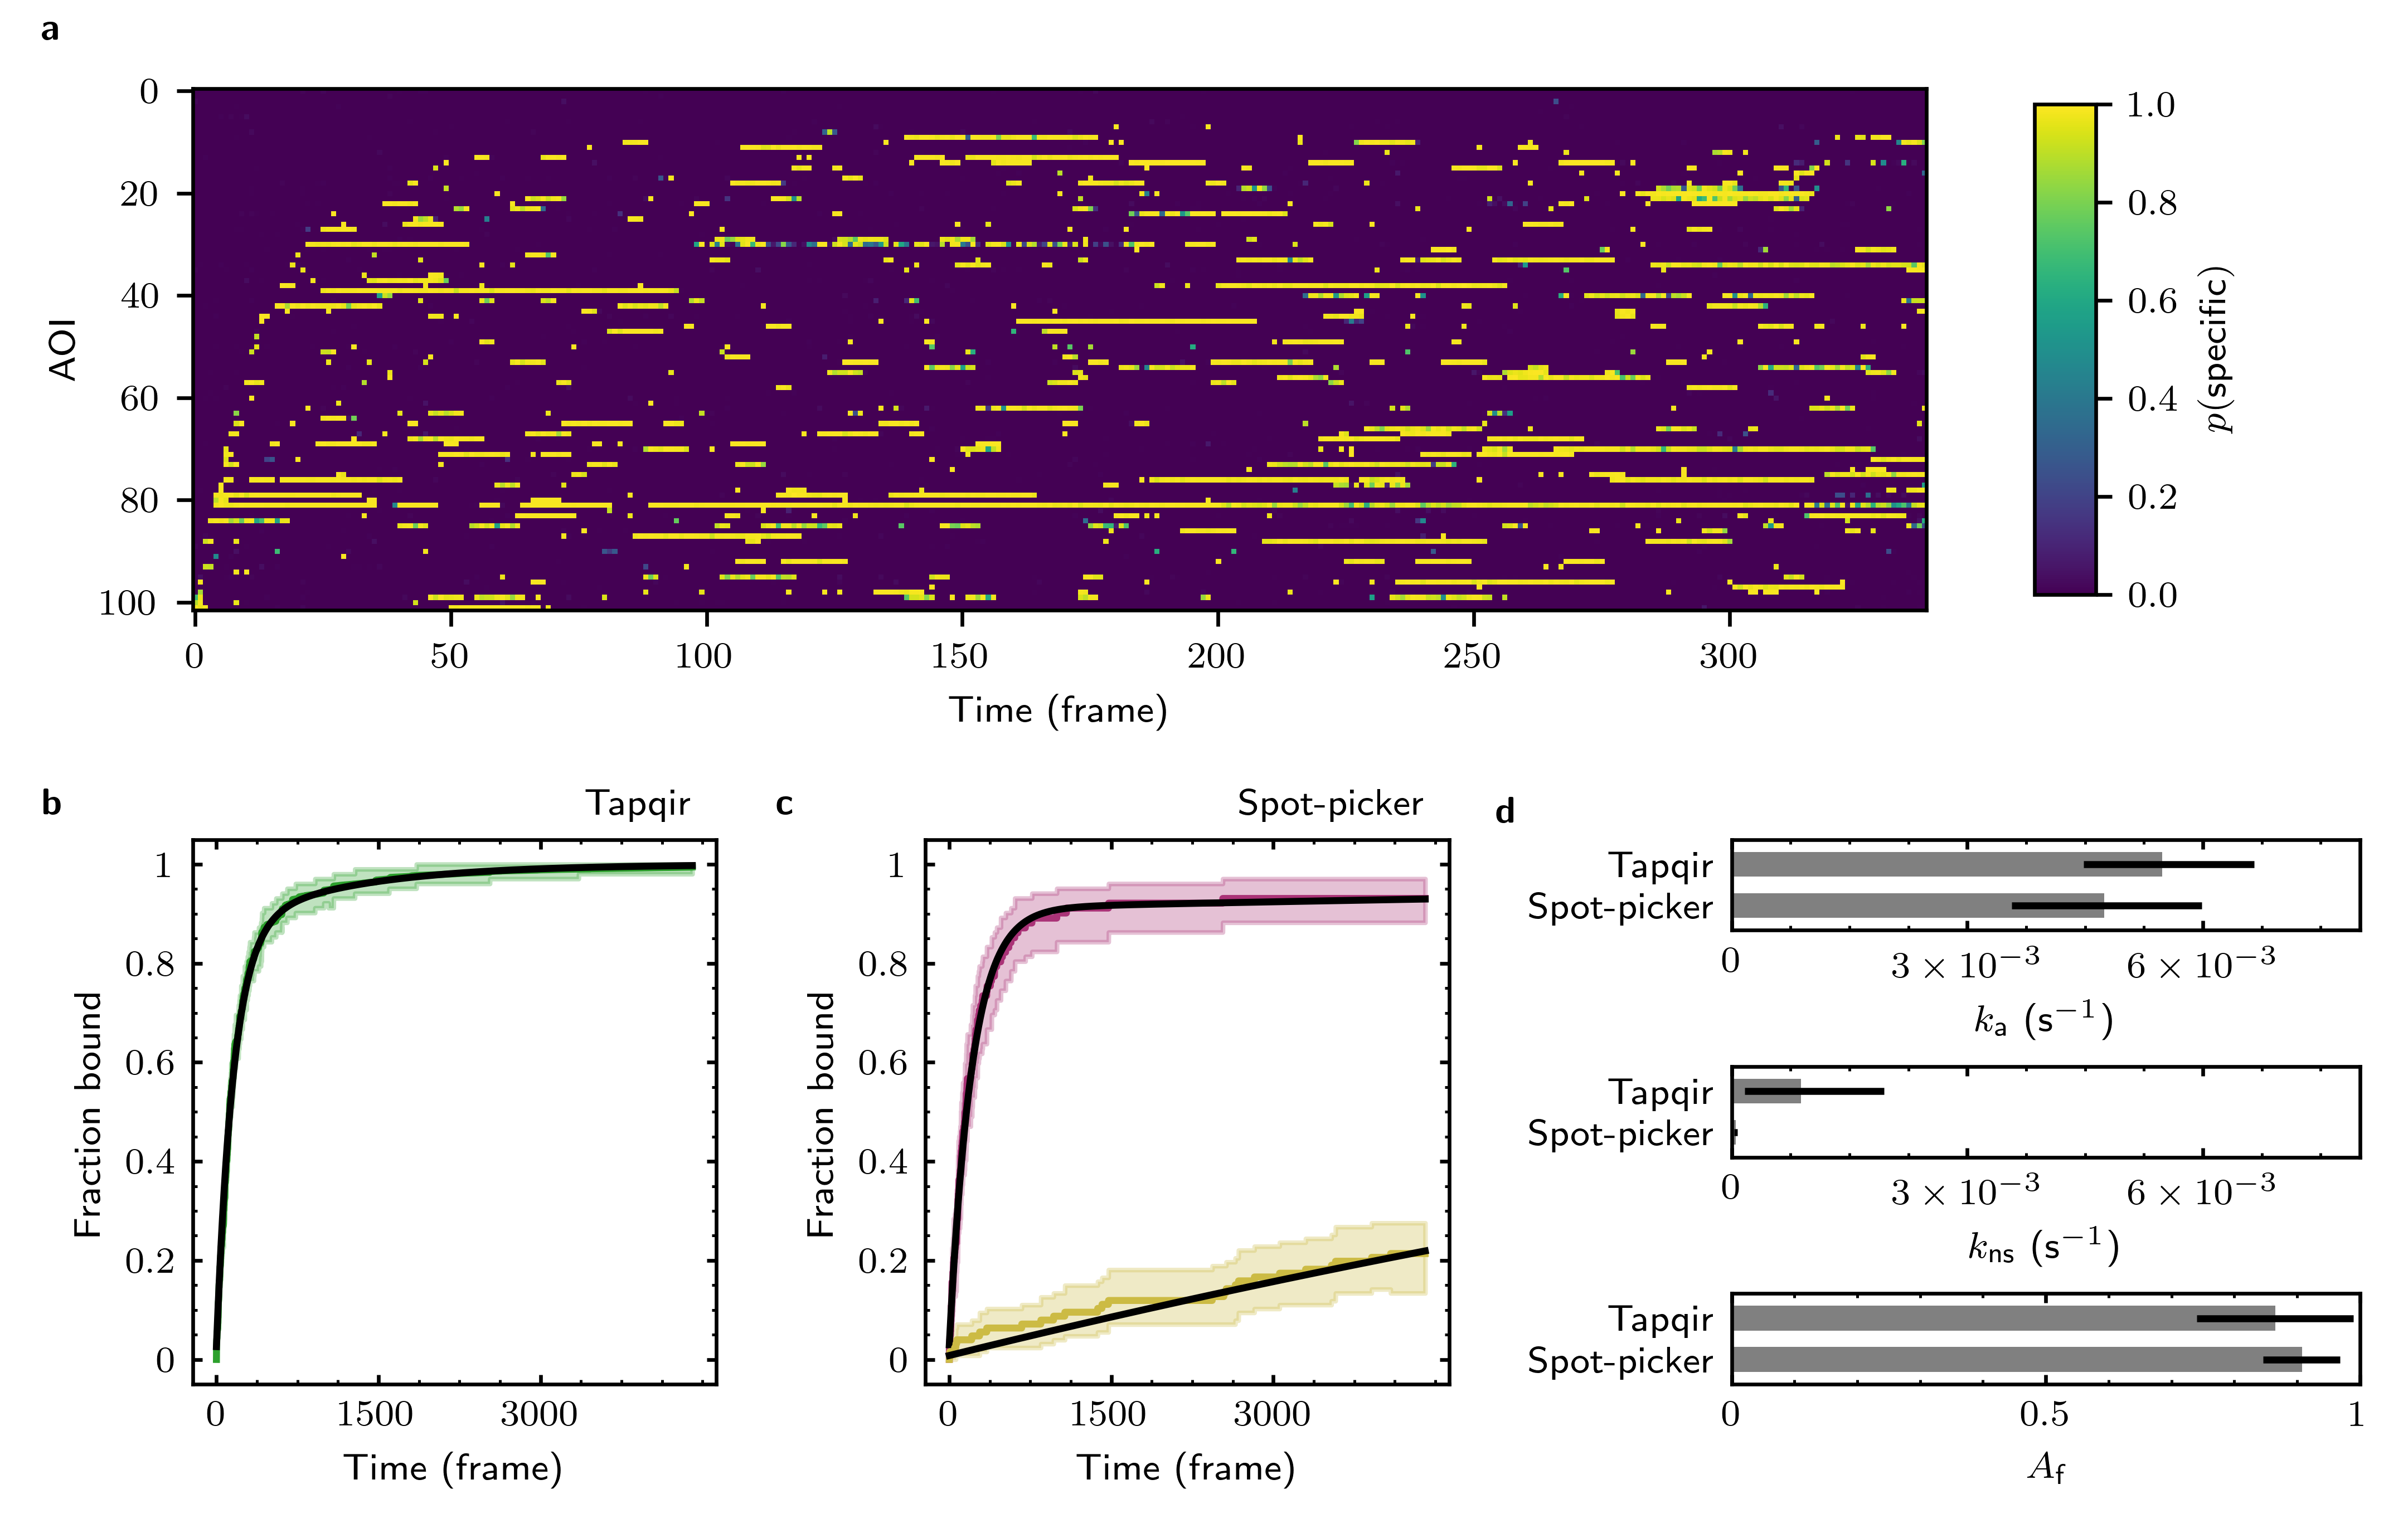 a
0
20
40
60
80
100
AOI
0 50 100 150 200 250 300
Time (frame)
1.0
0.8
0.6
0.4
0.2
0.0
p(specific)
b
Tapqir
1
0.8
0.6
0.4
0.2
0
Fraction bound
0 1500 3000
Time (frame)
c
Spot-picker
1
0.8
0.6
0.4
0.2
0
Fraction bound
0 1500 3000
Time (frame)
d
Tapqir
Spot-picker
0 3 × 10⁻³ 6 × 10⁻³
kₐ (s⁻¹)
Tapqir
Spot-picker
0 3 × 10⁻³ 6 × 10⁻³
kₙₛ (s⁻¹)
Tapqir
Spot-picker
0 0.5 1
A_f